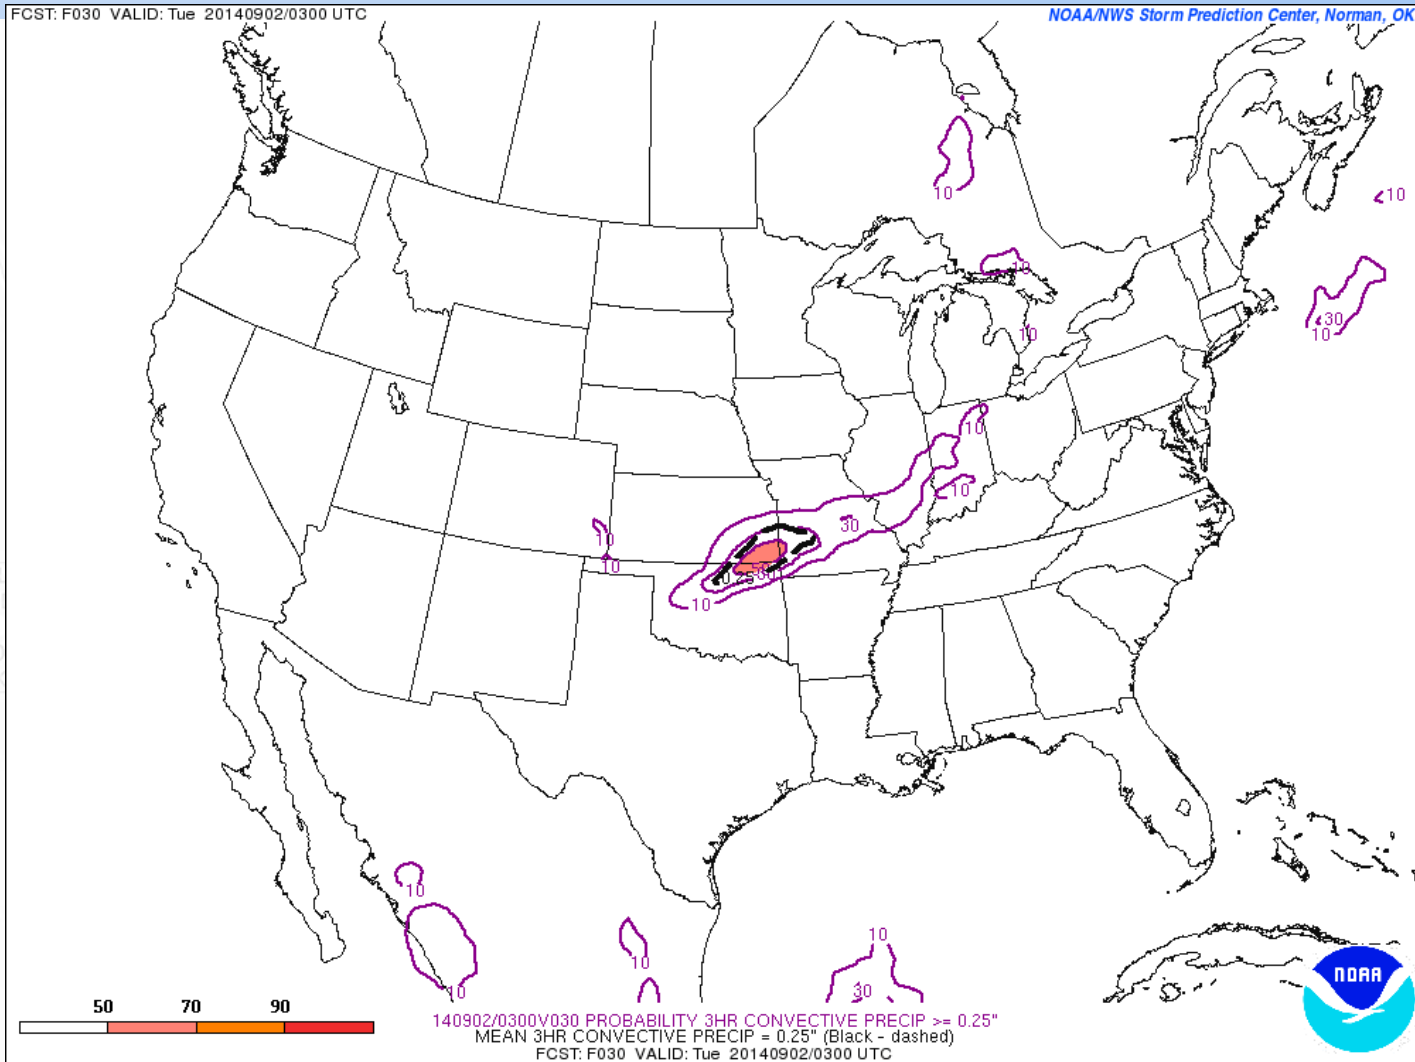 FCST: F030 VALID: Tue 20140902/0300 UTC
NOAA/NWS Storm Prediction Center, Norman, OK
10
10
10
30
10
10
10
10
30
10
10
50
0.25
10
10
10
10
10
30
10
NOAA
50 70 90
140902/0300V030 PROBABILITY 3HR CONVECTIVE PRECIP >= 0.25"
MEAN 3HR CONVECTIVE PRECIP = 0.25" (Black - dashed)
FCST: F030 VALID: Tue 20140902/0300 UTC